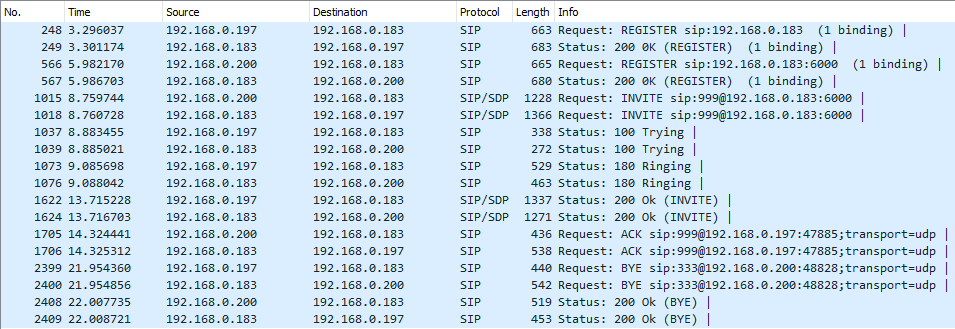 No. Time Source Destination Protocol Length Info
248 3.296037 192.168.0.197 192.168.0.183 SIP 663 Request: REGISTER sip:192.168.0.183  (1 binding) |
249 3.301174 192.168.0.183 192.168.0.197 SIP 683 Status: 200 OK (REGISTER)  (1 binding) |
566 5.982170 192.168.0.200 192.168.0.183 SIP 665 Request: REGISTER sip:192.168.0.183:6000  (1 binding) |
567 5.986703 192.168.0.183 192.168.0.200 SIP 680 Status: 200 OK (REGISTER)  (1 binding) |
1015 8.759744 192.168.0.200 192.168.0.183 SIP/SDP 1228 Request: INVITE sip:999@192.168.0.183:6000 |
1018 8.760728 192.168.0.183 192.168.0.197 SIP/SDP 1366 Request: INVITE sip:999@192.168.0.183:6000 |
1037 8.883455 192.168.0.197 192.168.0.183 SIP 338 Status: 100 Trying |
1039 8.885021 192.168.0.183 192.168.0.200 SIP 272 Status: 100 Trying |
1073 9.085698 192.168.0.197 192.168.0.183 SIP 529 Status: 180 Ringing |
1076 9.088042 192.168.0.183 192.168.0.200 SIP 463 Status: 180 Ringing |
1622 13.715228 192.168.0.197 192.168.0.183 SIP/SDP 1337 Status: 200 Ok (INVITE) |
1624 13.716703 192.168.0.183 192.168.0.200 SIP/SDP 1271 Status: 200 Ok (INVITE) |
1705 14.324441 192.168.0.200 192.168.0.183 SIP 436 Request: ACK sip:999@192.168.0.197:47885;transport=udp |
1706 14.325312 192.168.0.183 192.168.0.197 SIP 538 Request: ACK sip:999@192.168.0.197:47885;transport=udp |
2399 21.954360 192.168.0.197 192.168.0.183 SIP 440 Request: BYE sip:333@192.168.0.200:48828;transport=udp |
2400 21.954856 192.168.0.183 192.168.0.200 SIP 542 Request: BYE sip:333@192.168.0.200:48828;transport=udp |
2408 22.007735 192.168.0.200 192.168.0.183 SIP 519 Status: 200 Ok (BYE) |
2409 22.008721 192.168.0.183 192.168.0.197 SIP 453 Status: 200 Ok (BYE) |